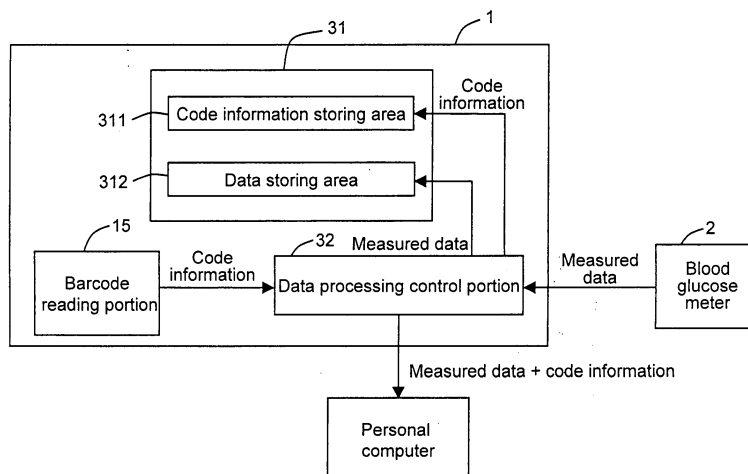 31
1
Code
information
311
Code information storing area
312
Data storing area
15
32
Measured data
2
Barcode
reading portion
Code
information
Data processing control portion
Measured
data
Blood
glucose
meter
Measured data + code information
Personal
computer